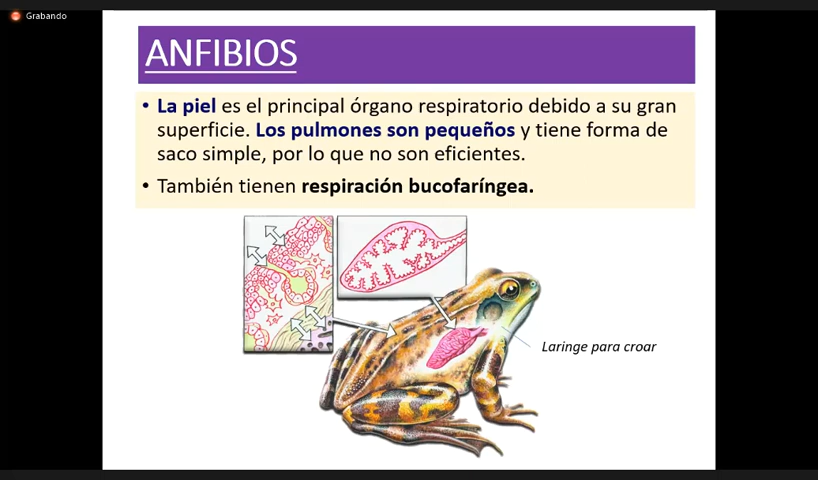 Grabando
ANFIBIOS
• La piel es el principal órgano respiratorio debido a su gran
superficie. Los pulmones son pequeños y tiene forma de
saco simple, por lo que no son eficientes.
• También tienen respiración bucofaríngea.
Laringe para croar